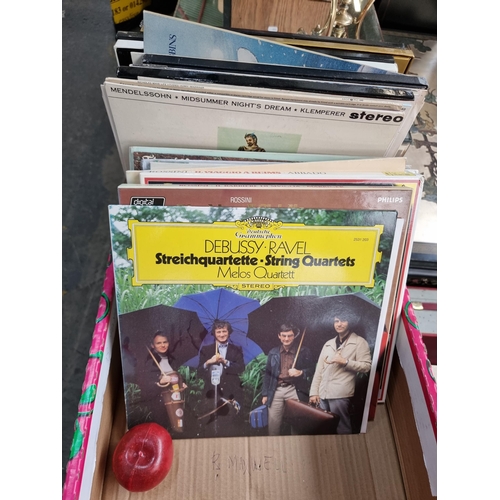 BINS
MENDELSSOHN • MIDSUMMER NIGHT'S DREAM • KLEMPERER stereo
digital ROSSINI PHILIPS
Deutsche Grammophon
DEBUSSY · RAVEL
Streichquartette · String Quartets
Melos Quartett
STEREO